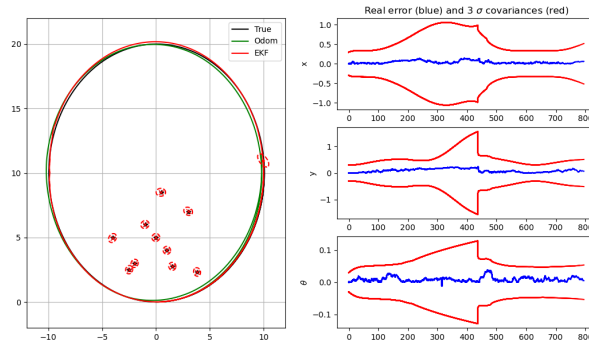 Real error (blue) and 3 σ covariances (red)
True
Odom
EKF
20
15
10
5
0
−10 −5 0 5 10
x
1.0
0.5
0.0
−0.5
−1.0
0 100 200 300 400 500 600 700 800
y
1
0
−1
0 100 200 300 400 500 600 700 800
θ
0.1
0.0
−0.1
0 100 200 300 400 500 600 700 800